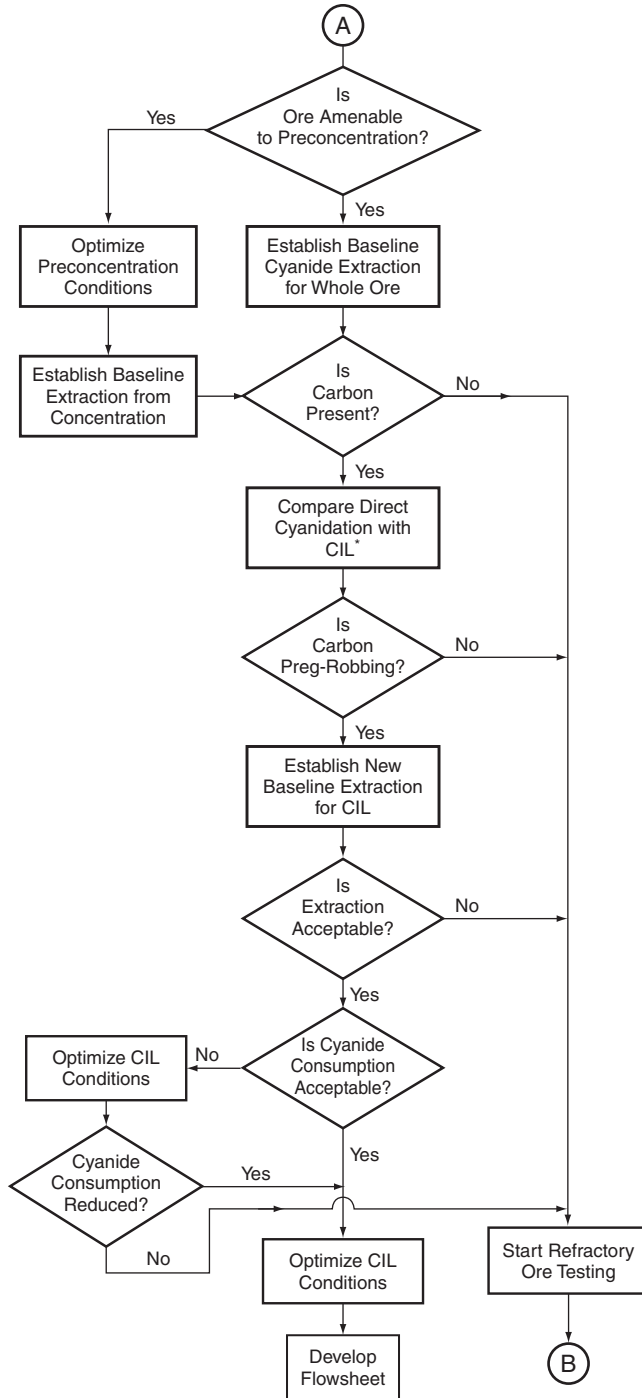 A
Is
Ore Amenable
to Preconcentration?
Yes
Yes
Optimize
Preconcentration
Conditions
Establish Baseline
Cyanide Extraction
for Whole Ore
Establish Baseline
Extraction from
Concentration
Is
Carbon
Present?
No
Yes
Compare Direct
Cyanidation with
CIL*
Is
Carbon
Preg-Robbing?
No
Yes
Establish New
Baseline Extraction
for CIL
Is
Extraction
Acceptable?
No
Yes
Is Cyanide
Consumption
Acceptable?
No
Optimize CIL
Conditions
Yes
Cyanide
Consumption
Reduced?
Yes
No
Optimize CIL
Conditions
Start Refractory
Ore Testing
Develop
Flowsheet
B